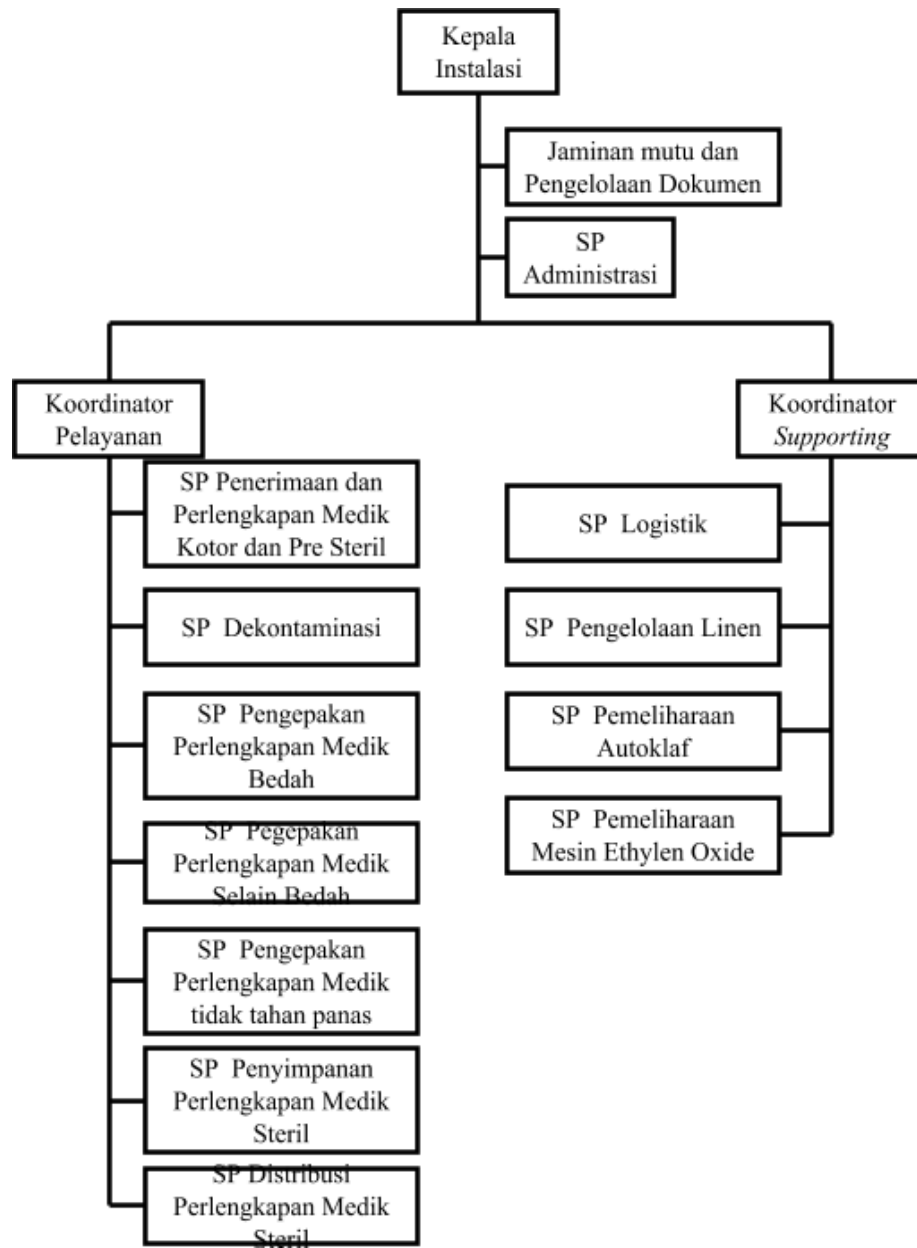 Kepala
Instalasi
Jaminan mutu dan
Pengelolaan Dokumen
SP
Administrasi
Koordinator
Pelayanan
SP Penerimaan dan
Perlengkapan Medik
Kotor dan Pre Steril
SP Dekontaminasi
SP Pengepakan
Perlengkapan Medik
Bedah
SP Pegepakan
Perlengkapan Medik
Selain Bedah
SP Pengepakan
Perlengkapan Medik
tidak tahan panas
SP Penyimpanan
Perlengkapan Medik
Steril
SP Distribusi
Perlengkapan Medik
Steril
Koordinator
Supporting
SP Logistik
SP Pengelolaan Linen
SP Pemeliharaan
Autoklaf
SP Pemeliharaan
Mesin Ethylen Oxide